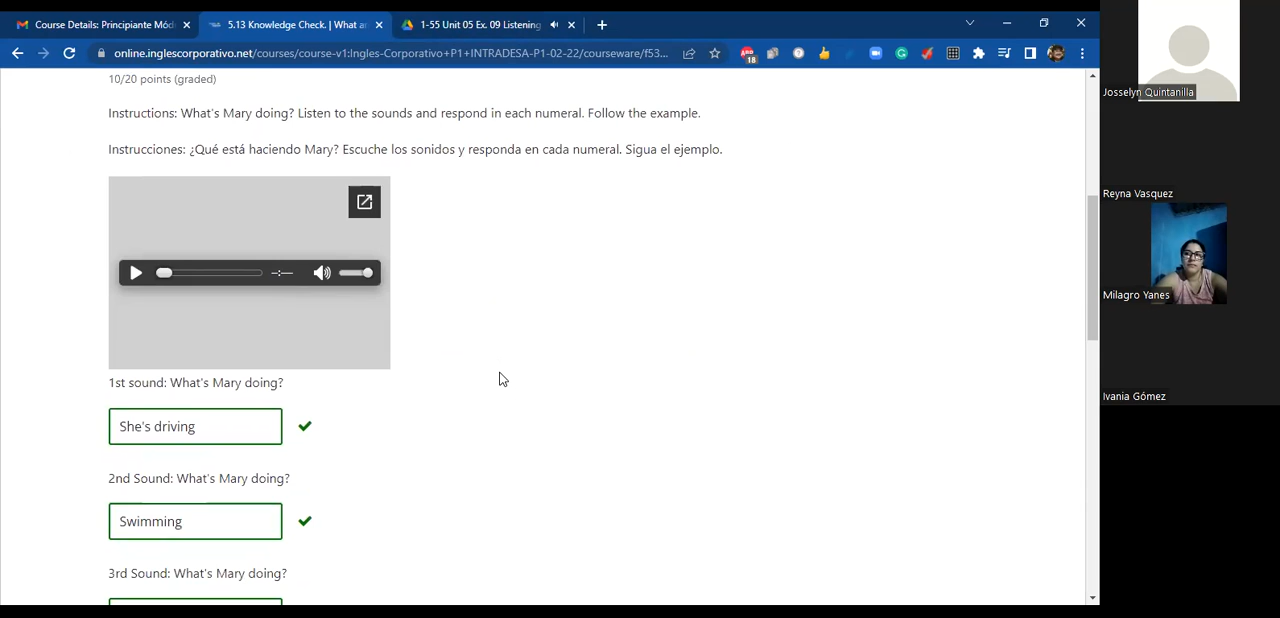 Course Details: Principiante Mód
5.13 Knowledge Check. | What ar
1-55 Unit 05 Ex. 09 Listening
online.inglescorporativo.net/courses/course-v1:Ingles-Corporativo+P1+INTRADESA-P1-02-22/courseware/f53...
18
10/20 points (graded)
Instructions: What's Mary doing? Listen to the sounds and respond in each numeral. Follow the example.
Instrucciones: ¿Qué está haciendo Mary? Escuche los sonidos y responda en cada numeral. Sigua el ejemplo.
-:--
1st sound: What's Mary doing?
She's driving
2nd Sound: What's Mary doing?
Swimming
3rd Sound: What's Mary doing?
Josselyn Quintanilla
Reyna Vasquez
Milagro Yanes
Ivania Gómez